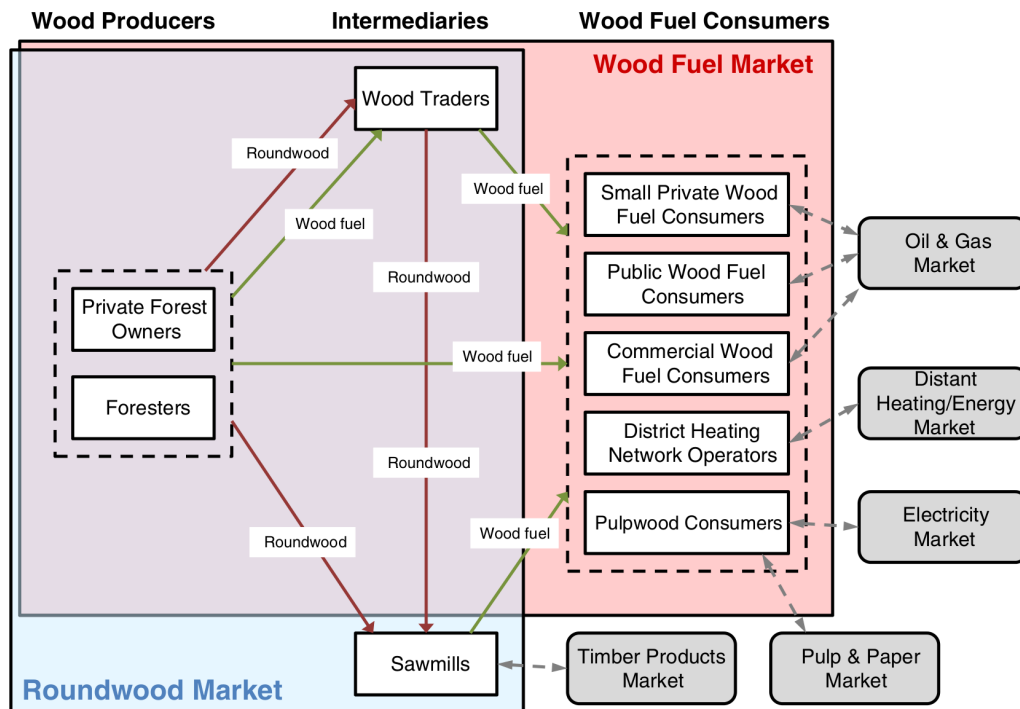 Wood Producers
Intermediaries
Wood Fuel Consumers
Wood Fuel Market
Wood Traders
Roundwood
Wood fuel
Wood fuel
Small Private Wood
Fuel Consumers
Oil & Gas
Market
Roundwood
Public Wood Fuel
Consumers
Private Forest
Owners
Wood fuel
Commercial Wood
Fuel Consumers
Foresters
Distant
Heating/Energy
Market
District Heating
Network Operators
Roundwood
Pulpwood Consumers
Electricity
Market
Roundwood
Wood fuel
Sawmills
Timber Products
Market
Pulp & Paper
Market
Roundwood Market